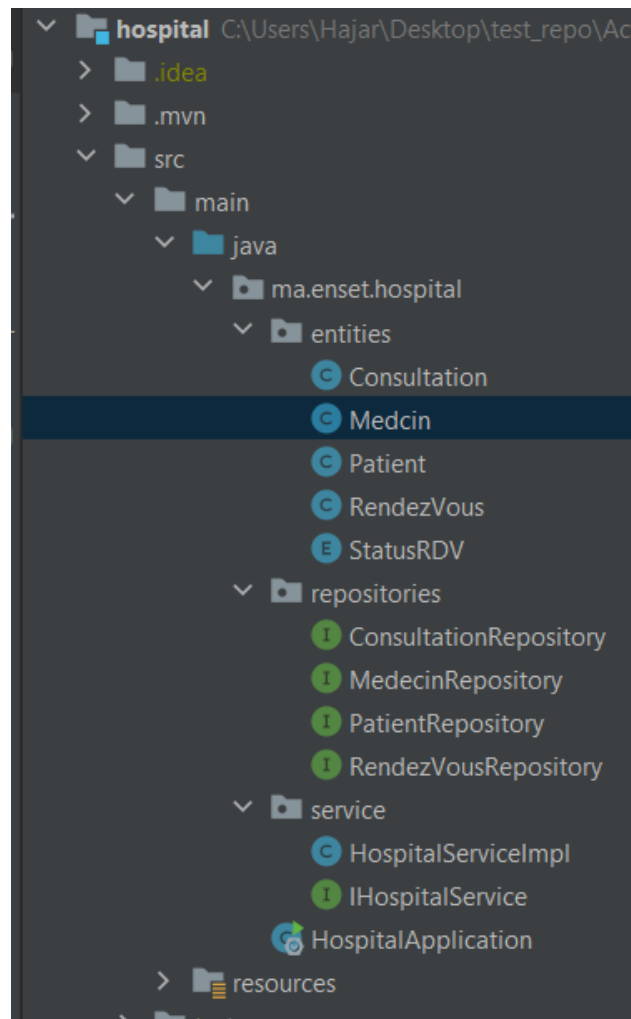 hospital C:\Users\Hajar\Desktop\test_repo\Ac
.idea
.mvn
src
main
java
ma.enset.hospital
entities
C Consultation
C Medcin
C Patient
C RendezVous
E StatusRDV
repositories
I ConsultationRepository
I MedecinRepository
I PatientRepository
I RendezVousRepository
service
C HospitalServiceImpl
I IHospitalService
HospitalApplication
resources